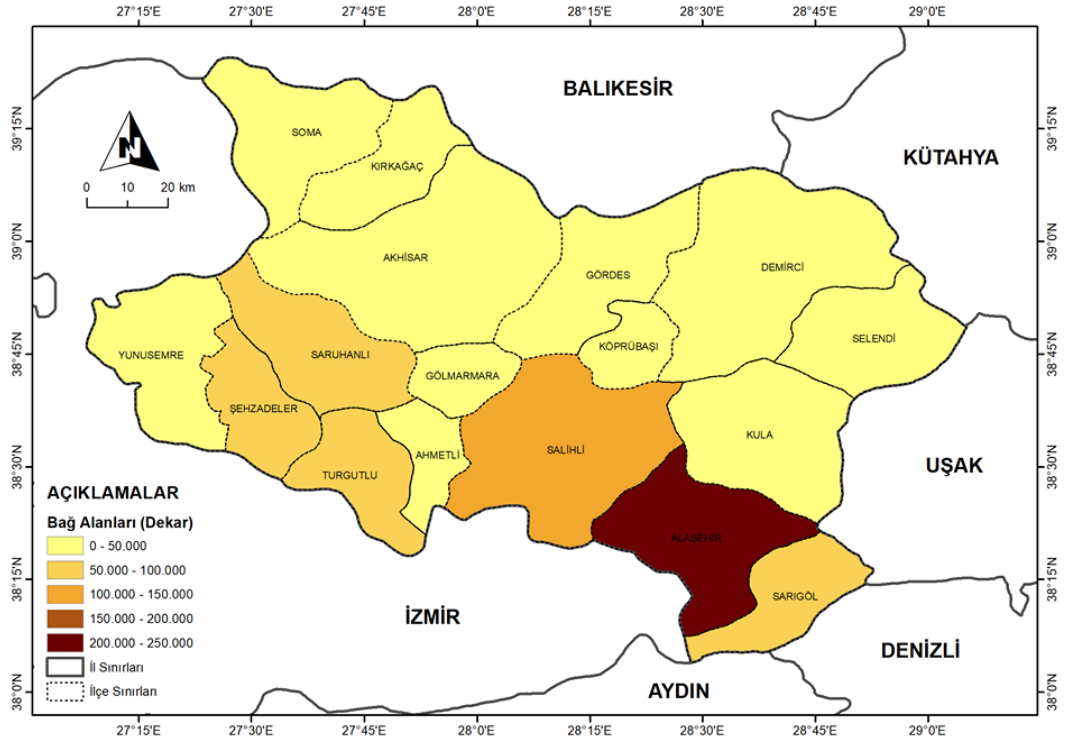 27°15'E 27°30'E 27°45'E 28°0'E 28°15'E 28°30'E 28°45'E 29°0'E
BALIKESİR
39°15'N 39°15'N
SOMA
N
KIRKAĞAÇ
KÜTAHYA
0 10 20 km
39°0'N 39°0'N
AKHİSAR
DEMİRCİ
GÖRDES
SELENDİ
KÖPRÜBAŞI
38°45'N 38°45'N
YUNUSEMRE
SARUHANLI
GÖLMARMARA
ŞEHZADELER
KULA
SALİHLİ
AHMETLİ
38°30'N 38°30'N
UŞAK
TURGUTLU
AÇIKLAMALAR
Bağ Alanları (Dekar)
0 - 50.000
50.000 - 100.000
100.000 - 150.000
150.000 - 200.000
200.000 - 250.000
İl Sınırları
İlçe Sınırları
ALAŞEHİR
38°15'N 38°15'N
SARIGÖL
İZMİR
DENİZLİ
AYDIN
38°0'N 38°0'N
27°15'E 27°30'E 27°45'E 28°0'E 28°15'E 28°30'E 28°45'E 29°0'E